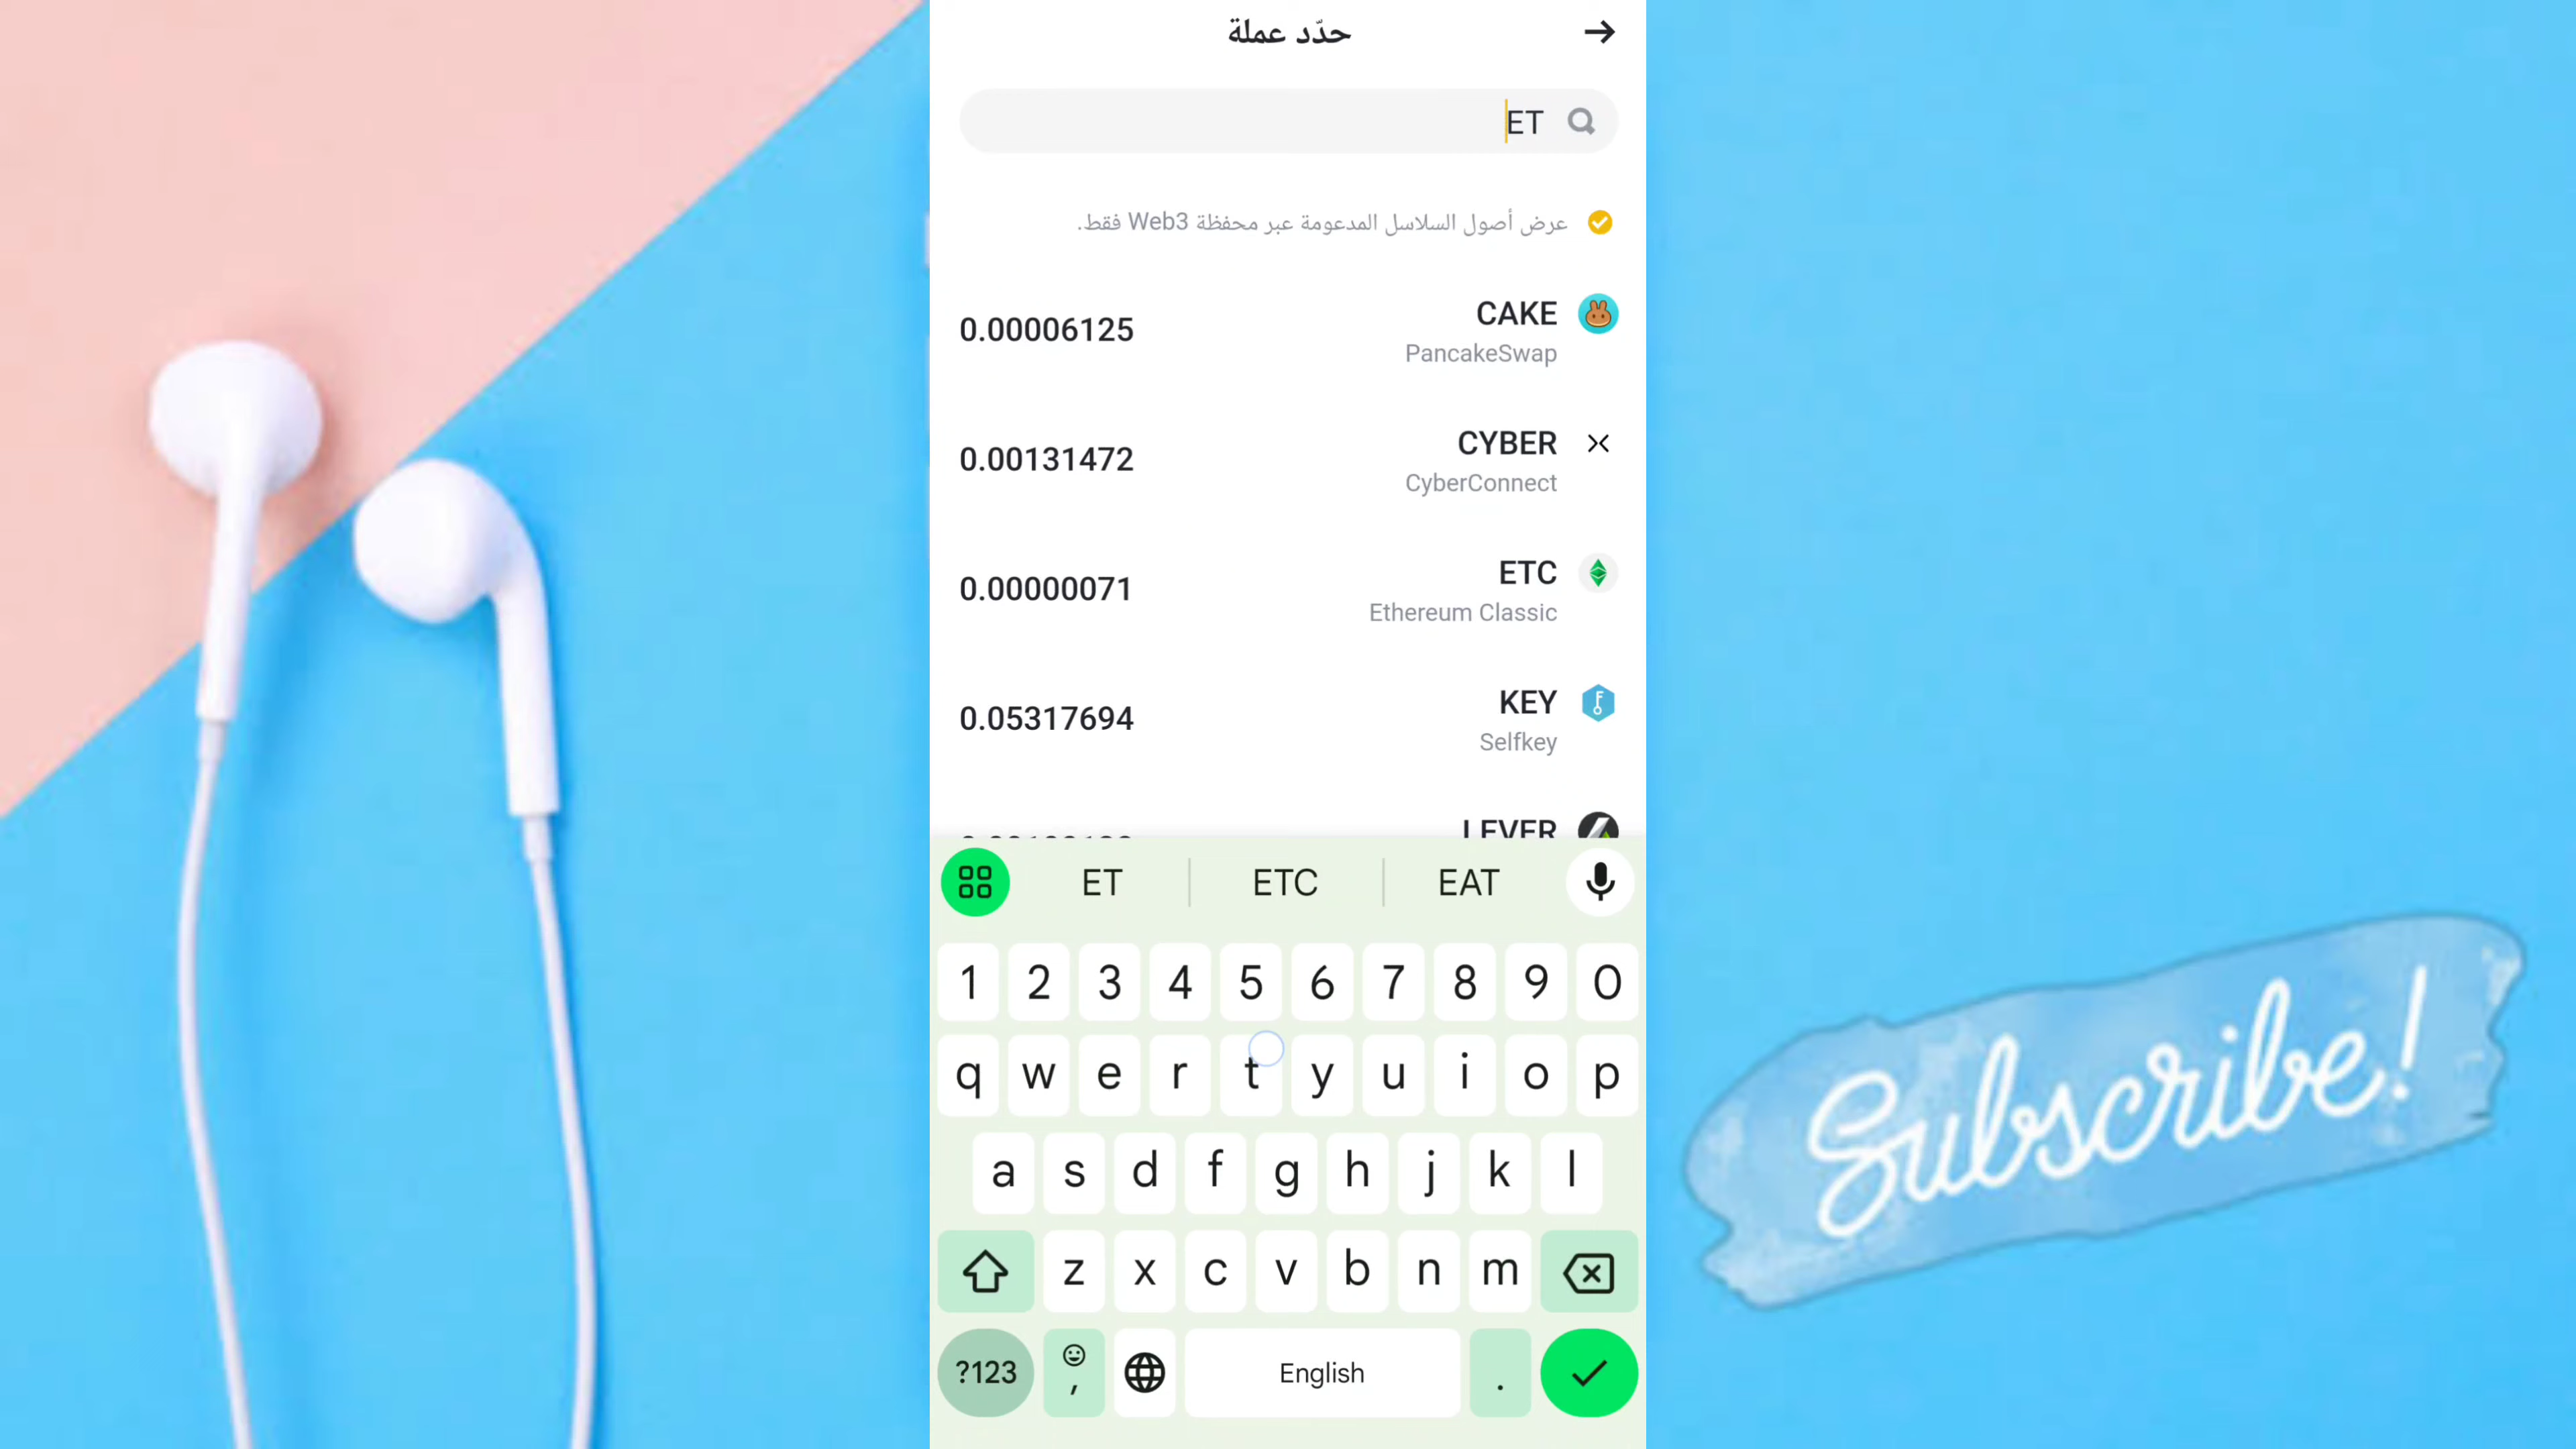 حدّد عملة
ET
عرض أصول السلاسل المدعومة عبر محفظة Web3 فقط.
CAKE
PancakeSwap
0.00006125
CYBER
CyberConnect
0.00131472
ETC
Ethereum Classic
0.00000071
KEY
Selfkey
0.05317694
LEVER
ET ETC EAT
1 2 3 4 5 6 7 8 9 0
q w e r t y u i o p
a s d f g h j k l
z x c v b n m
?123 , English .
Subscribe!